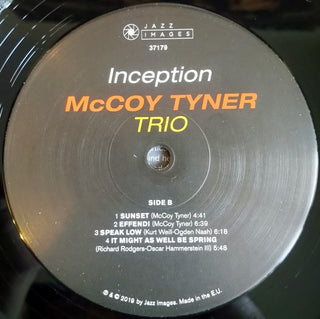 JAZZ
IMAGES
37179
Inception
McCOY TYNER
TRIO
SIDE B
1 SUNSET (McCoy Tyner) 4:41
2 EFFENDI (McCoy Tyner) 6:39
3 SPEAK LOW (Kurt Weill-Ogden Nash) 6:18
4 IT MIGHT AS WELL BE SPRING
(Richard Rodgers-Oscar Hammerstein II) 5:48
℗ & © 2019 by Jazz Images. Made in the E.U.